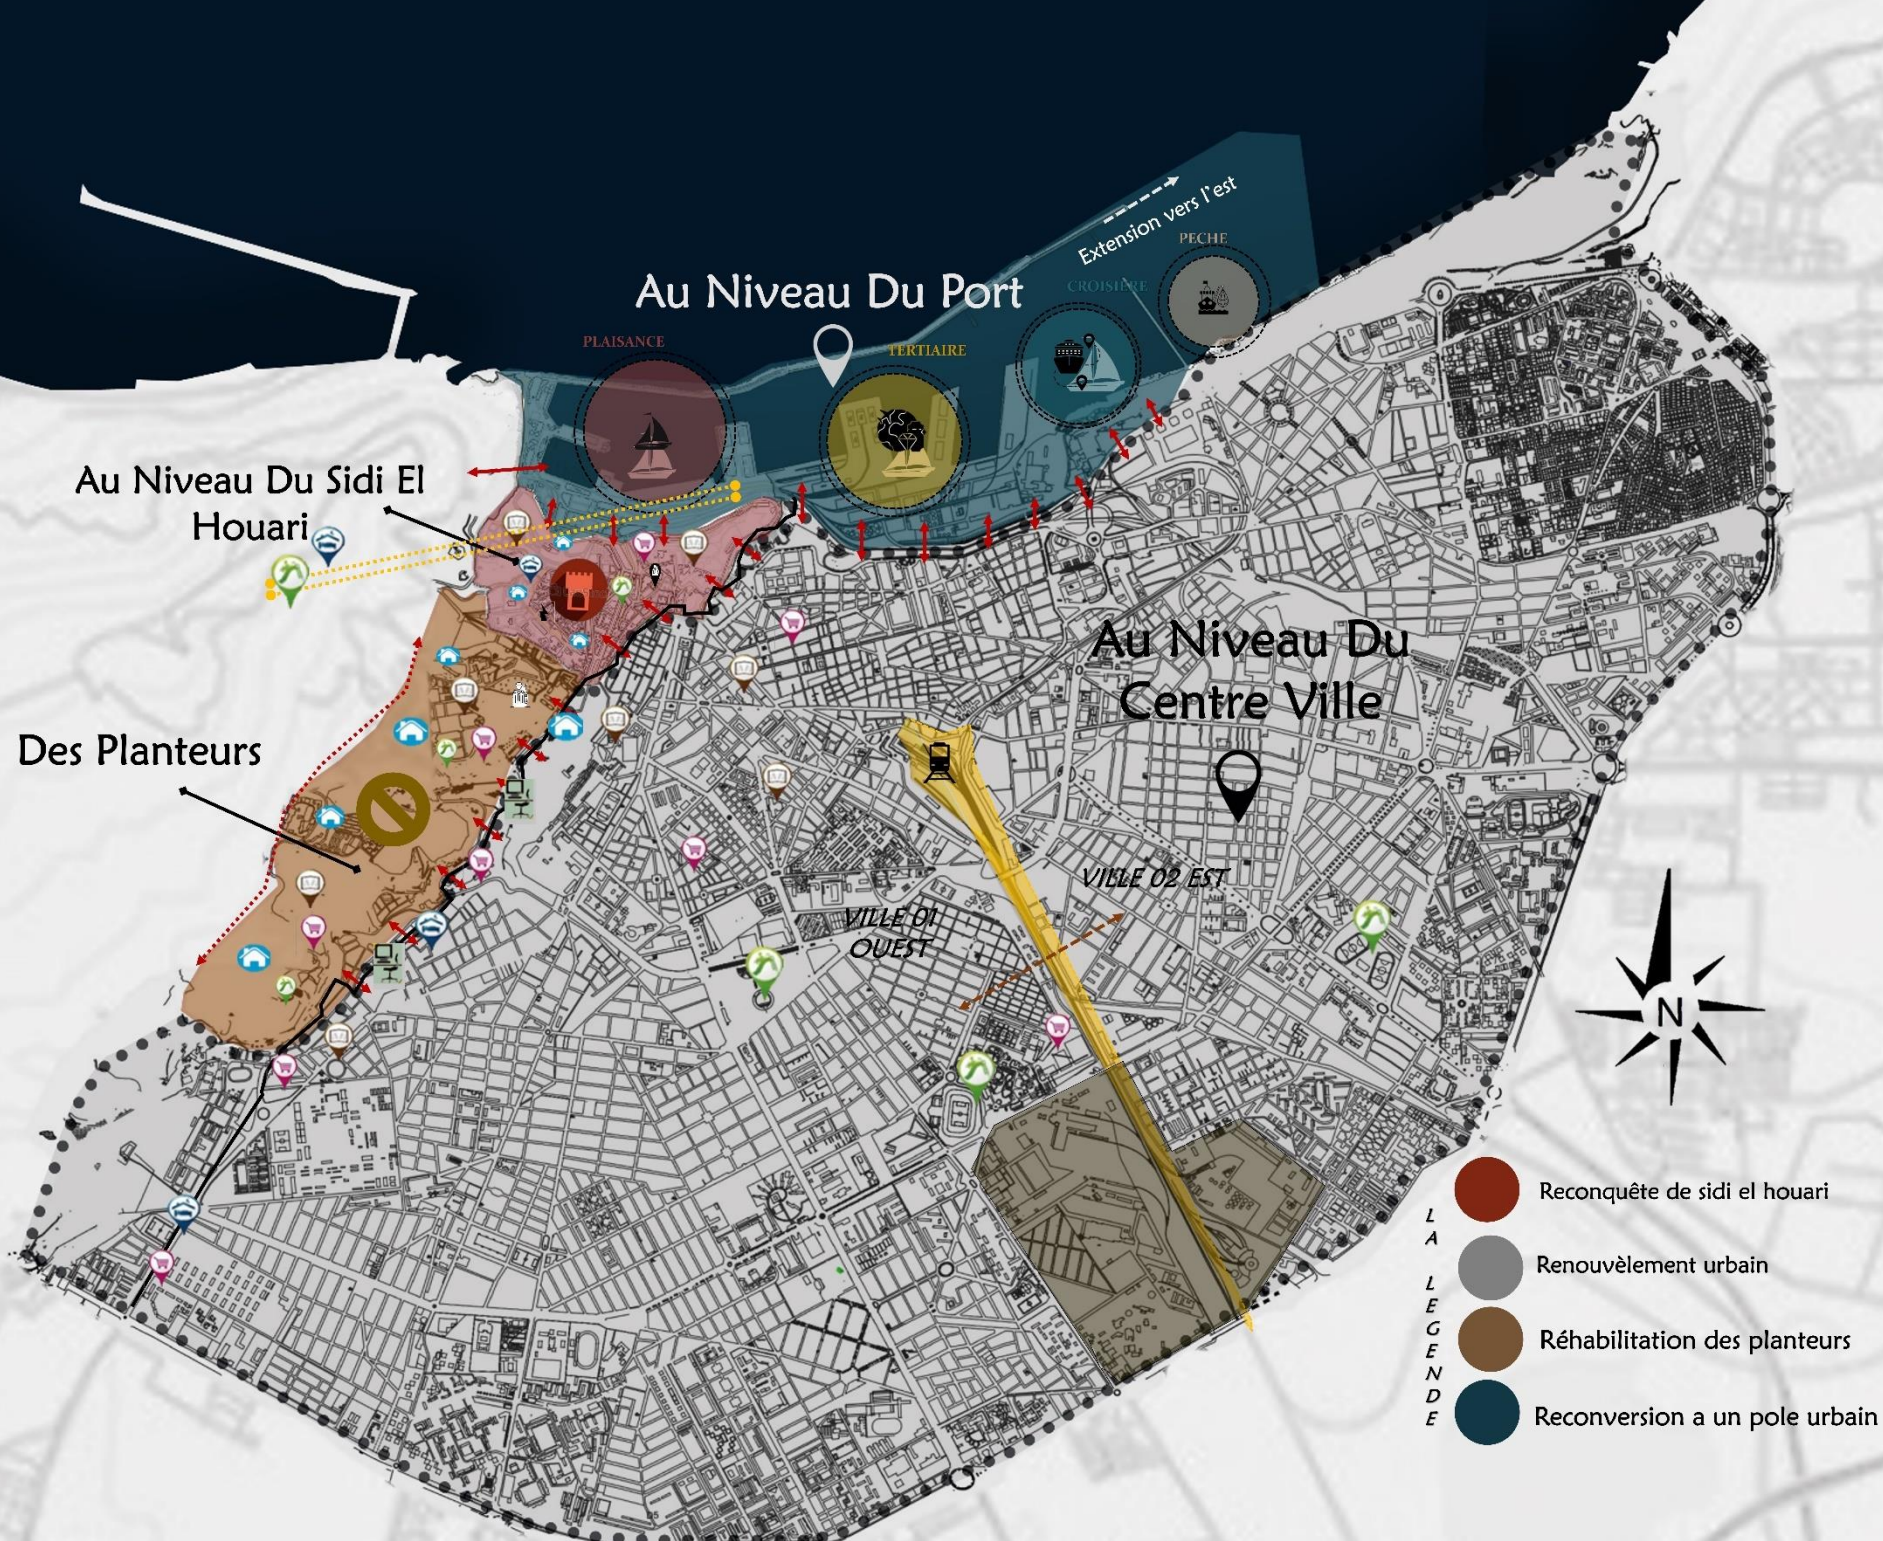 Extension vers l'est
PECHE
CROISIERE
Au Niveau Du Port
PLAISANCE
TERTIAIRE
Au Niveau Du Sidi El
Houari
Au Niveau Du
Centre Ville
Des Planteurs
VILLE 02 EST
VILLE 01
OUEST
N
LA LEGENDE
Reconquête de sidi el houari
Renouvèlement urbain
Réhabilitation des planteurs
Reconversion a un pole urbain